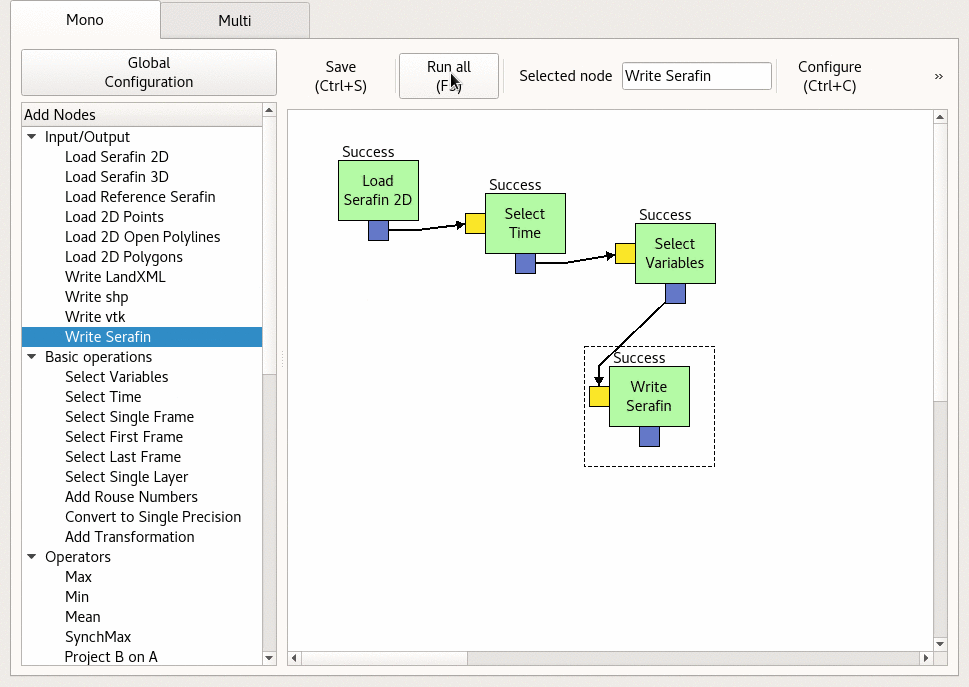 Mono
Multi
Global
Configuration
Save
(Ctrl+S)
Run all
Selected node
Write Serafin
Configure
(Ctrl+C)
»
Add Nodes
Input/Output
Load Serafin 2D
Load Serafin 3D
Load Reference Serafin
Load 2D Points
Load 2D Open Polylines
Load 2D Polygons
Write LandXML
Write shp
Write vtk
Write Serafin
Basic operations
Select Variables
Select Time
Select Single Frame
Select First Frame
Select Last Frame
Select Single Layer
Add Rouse Numbers
Convert to Single Precision
Add Transformation
Operators
Max
Min
Mean
SynchMax
Project B on A
Success
Load
Serafin 2D
Success
Select
Time
Success
Select
Variables
Success
Write
Serafin